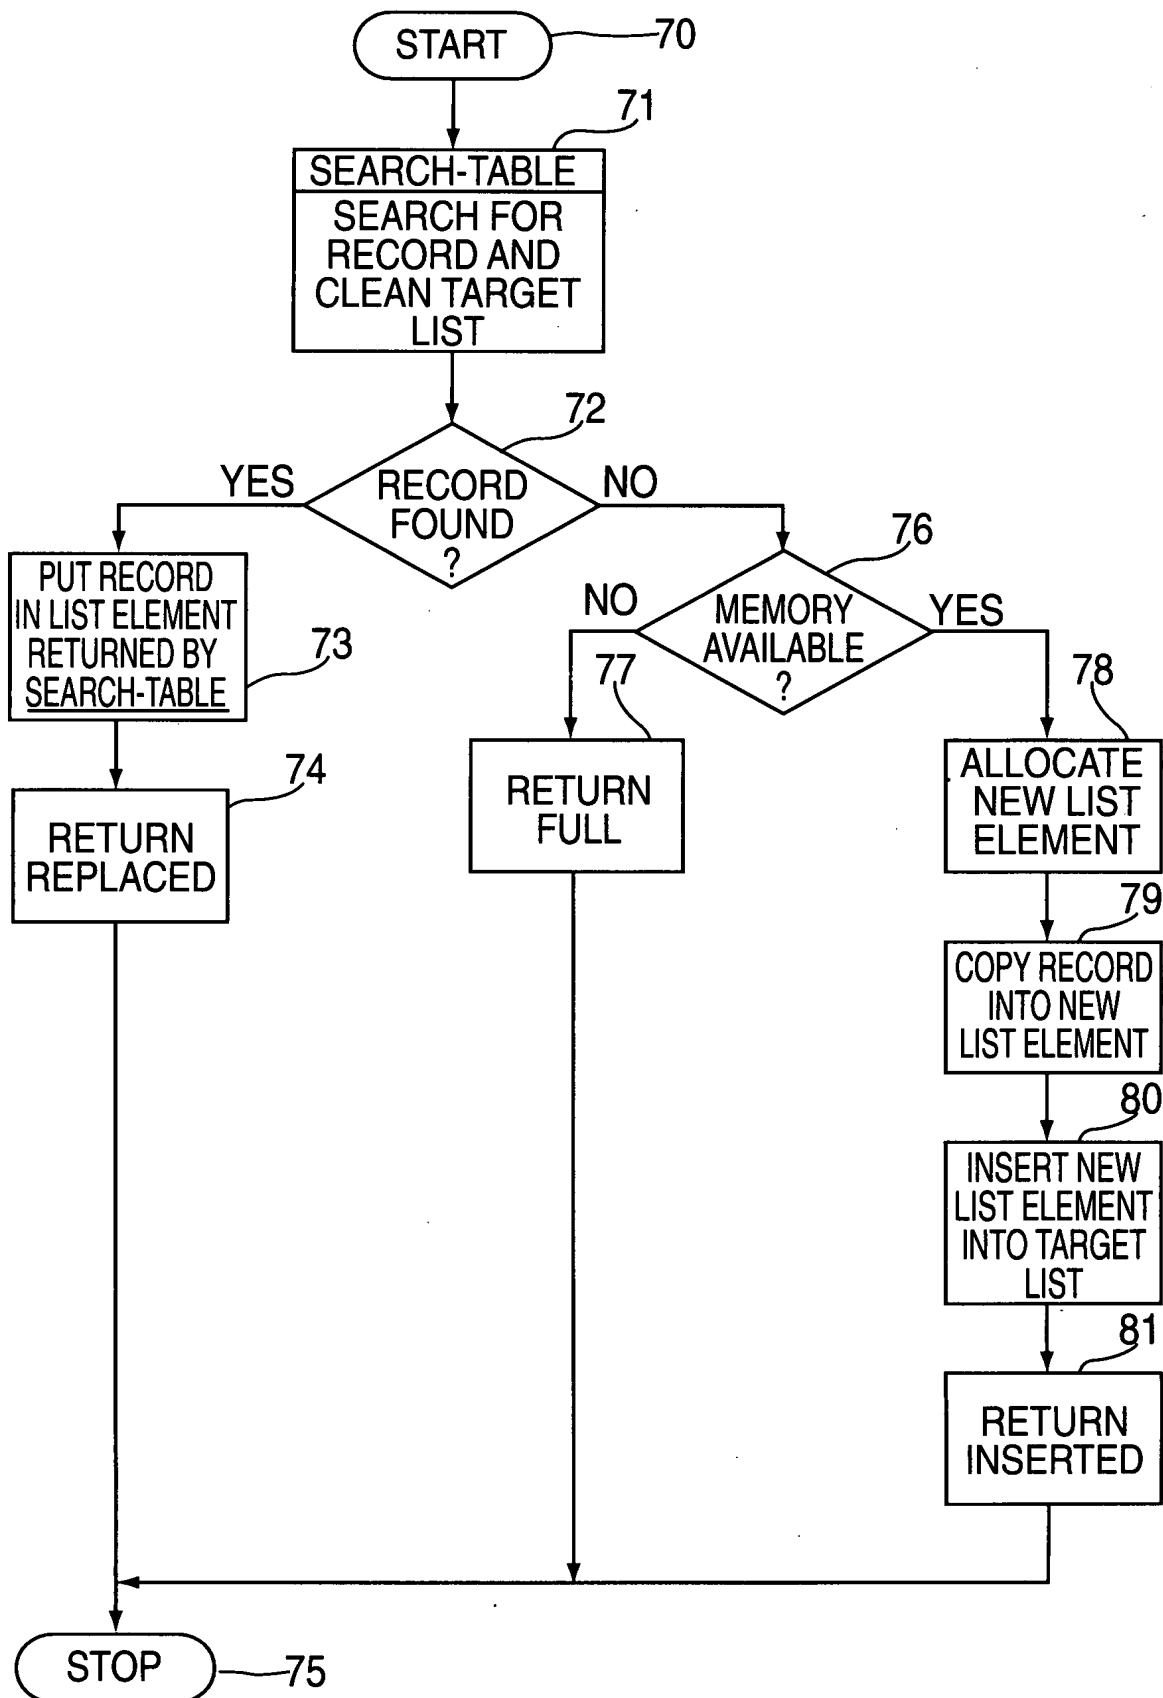 START
70
71
SEARCH-TABLE
SEARCH FOR
RECORD AND
CLEAN TARGET
LIST
72
YES
RECORD
FOUND
?
NO
76
PUT RECORD
IN LIST ELEMENT
RETURNED BY
SEARCH-TABLE
73
NO
MEMORY
AVAILABLE
?
YES
77
78
74
RETURN
REPLACED
RETURN
FULL
ALLOCATE
NEW LIST
ELEMENT
79
COPY RECORD
INTO NEW
LIST ELEMENT
80
INSERT NEW
LIST ELEMENT
INTO TARGET
LIST
81
RETURN
INSERTED
STOP
75